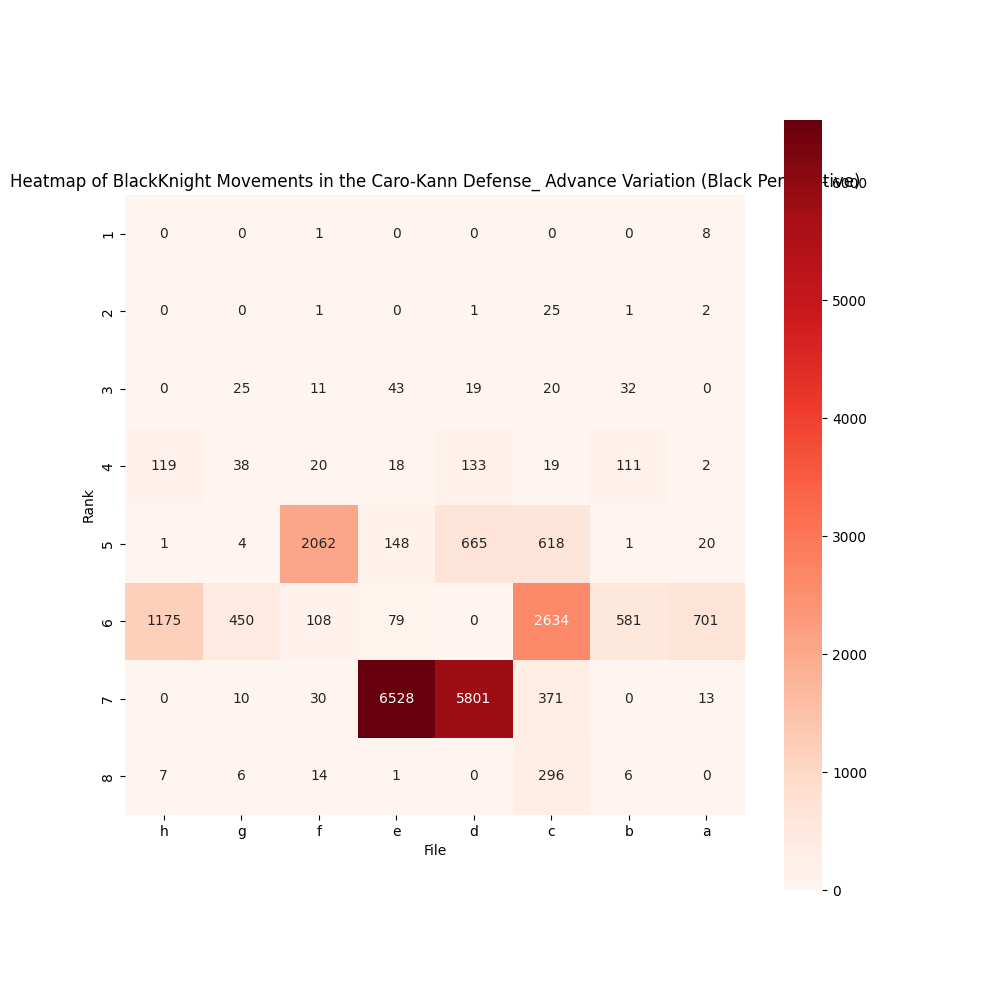 Heatmap of BlackKnight Movements in the Caro-Kann Defense_ Advance Variation (Black Perspective)
Rank
1 0 0 1 0 0 0 0 8
2 0 0 1 0 1 25 1 2
3 0 25 11 43 19 20 32 0
4 119 38 20 18 133 19 111 2
5 1 4 2062 148 665 618 1 20
6 1175 450 108 79 0 2634 581 701
7 0 10 30 6528 5801 371 0 13
8 7 6 14 1 0 296 6 0
h g f e d c b a
File
6000
5000
4000
3000
2000
1000
0